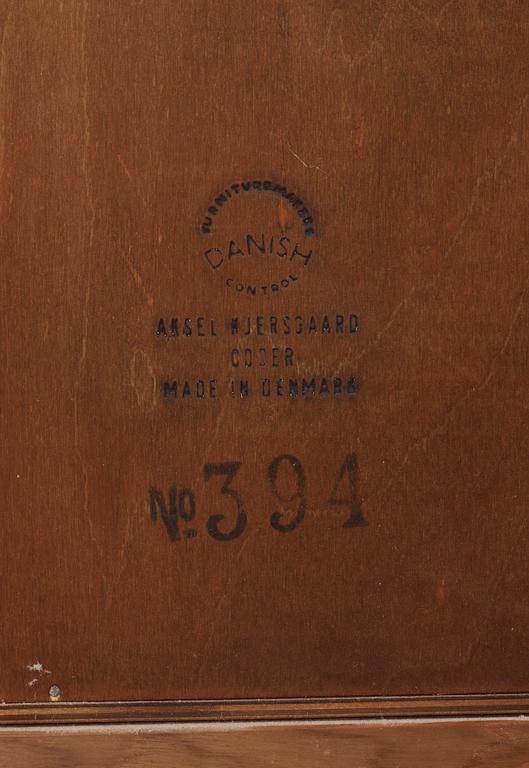 FURNITUREMAKERS
DANISH
CONTROL
AKSEL KJERSGAARD
ODDER
MADE IN DENMARK
No 394